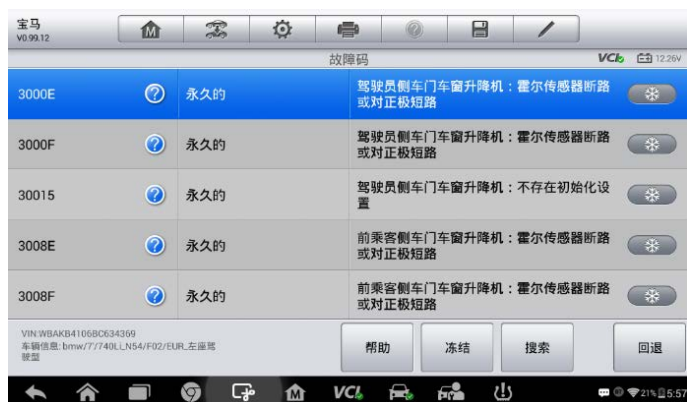 宝马
V0.99.12
故障码
VCI 12.26V
3000E 永久的 驾驶员侧车门车窗升降机：霍尔传感器断路
或对正极短路
3000F 永久的 驾驶员侧车门车窗升降机：霍尔传感器断路
或对正极短路
30015 永久的 驾驶员侧车门车窗升降机：不存在初始化设
置
3008E 永久的 前乘客侧车门车窗升降机：霍尔传感器断路
或对正极短路
3008F 永久的 前乘客侧车门车窗升降机：霍尔传感器断路
或对正极短路
VIN:WBAKB4106BC634369
车辆信息: bmw/7'/740Li_N54/F02/EUR_左座驾
驶型
帮助 冻结 搜索 回退
VCI 21% 5:57